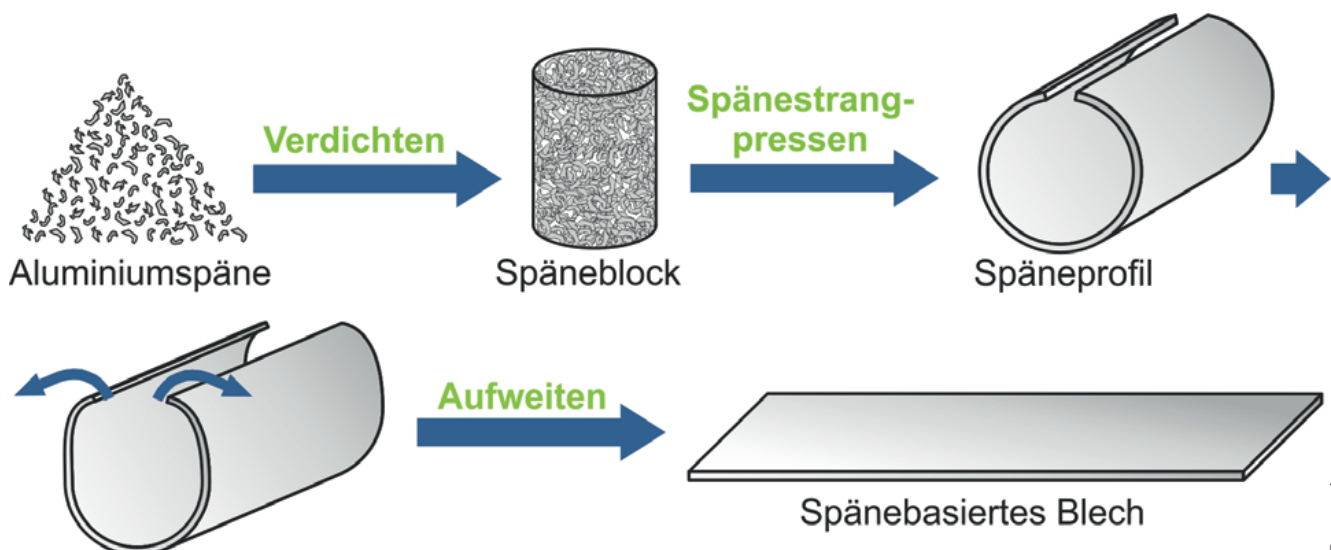 Verdichten
Spänestrang-
pressen
Aluminiumspäne
Späneblock
Späneprofil
Aufweiten
Spänebasiertes Blech